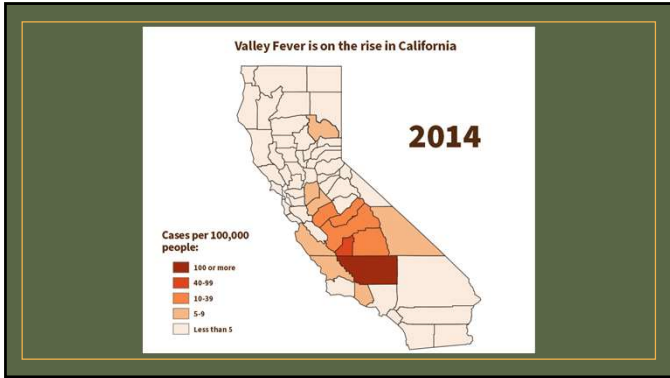 Valley Fever is on the rise in California
2014
Cases per 100,000
people:
100 or more
40-99
10-39
5-9
Less than 5